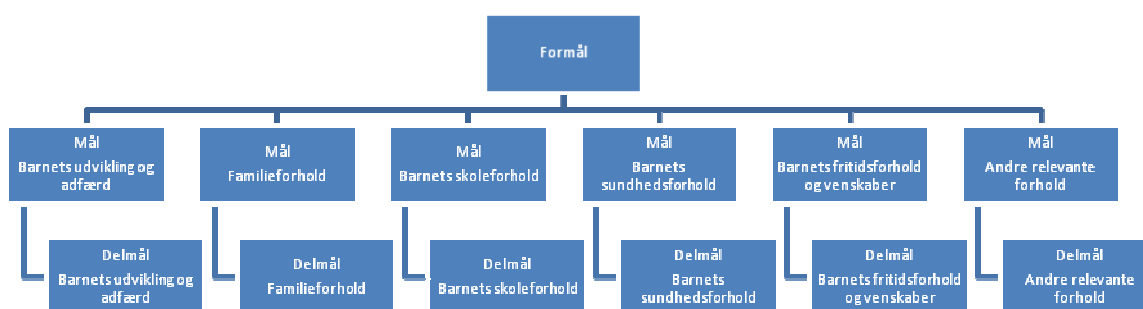 Formål
Mål
Barnets udvikling og
adfærd
Mål
Familieforhold
Mål
Barnets skoleforhold
Mål
Barnets
sundhedsforhold
Mål
Barnets fritidsforhold
og venskaber
Mål
Andre relevante
forhold
Delmål
Barnets udvikling og
adfærd
Delmål
Familieforhold
Delmål
Barnets skoleforhold
Delmål
Barnets
sundhedsforhold
Delmål
Barnets fritidsforhold
og venskaber
Delmål
Andre relevante
forhold